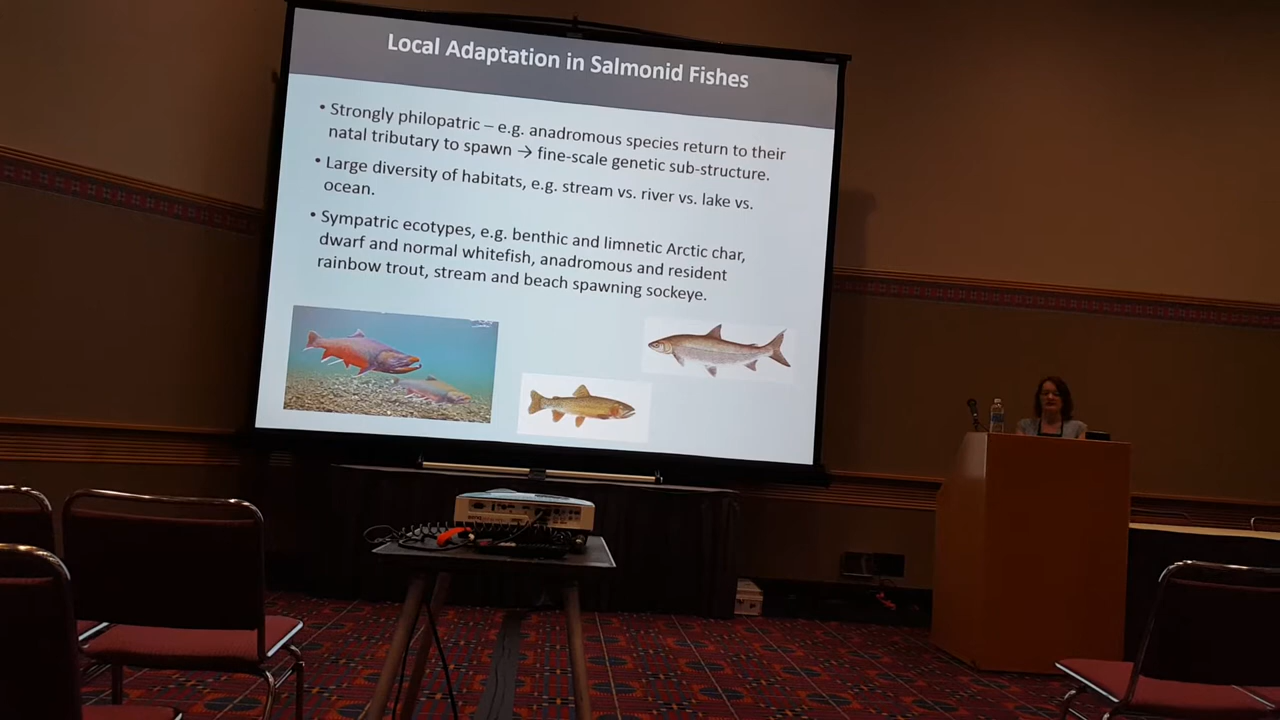 Local Adaptation in Salmonid Fishes
• Strongly philopatric – e.g. anadromous species return to their
natal tributary to spawn → fine-scale genetic sub-structure.
• Large diversity of habitats, e.g. stream vs. river vs. lake vs.
ocean.
• Sympatric ecotypes, e.g. benthic and limnetic Arctic char,
dwarf and normal whitefish, anadromous and resident
rainbow trout, stream and beach spawning sockeye.